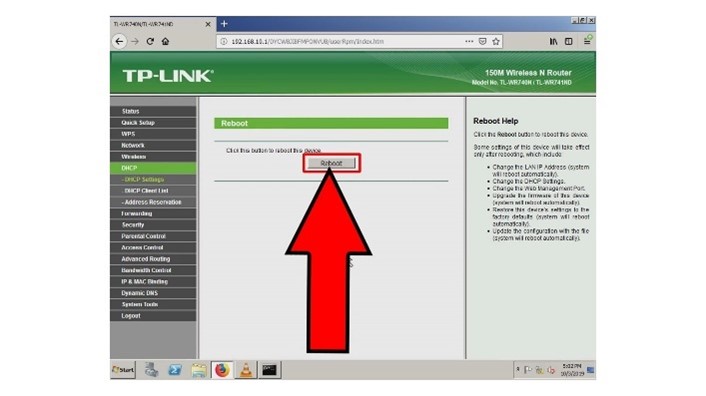 TL-WR740N/TL-WR741ND
192.168.10.1/
TP-LINK
150M Wireless N Router
Model No. TL-WR740N / TL-WR741ND
Status
Quick Setup
WPS
Network
Wireless
DHCP
- DHCP Settings
- DHCP Client List
- Address Reservation
Forwarding
Security
Parental Control
Access Control
Advanced Routing
Bandwidth Control
IP & MAC Binding
Dynamic DNS
System Tools
Logout
Reboot
Click this button to reboot this device.
Reboot
Reboot Help
Click the Reboot button to reboot this device.
Some settings of this device will take effect
only after rebooting, which include:
• Change the LAN IP Address (system
will reboot automatically).
• Change the DHCP Settings.
• Change the Web Management Port.
• Upgrade the firmware of this device
(system will reboot automatically).
• Restore this device's settings to the
factory defaults (system will reboot
automatically).
• Update the configuration with the file
(system will reboot automatically).
Start
5:02 PM